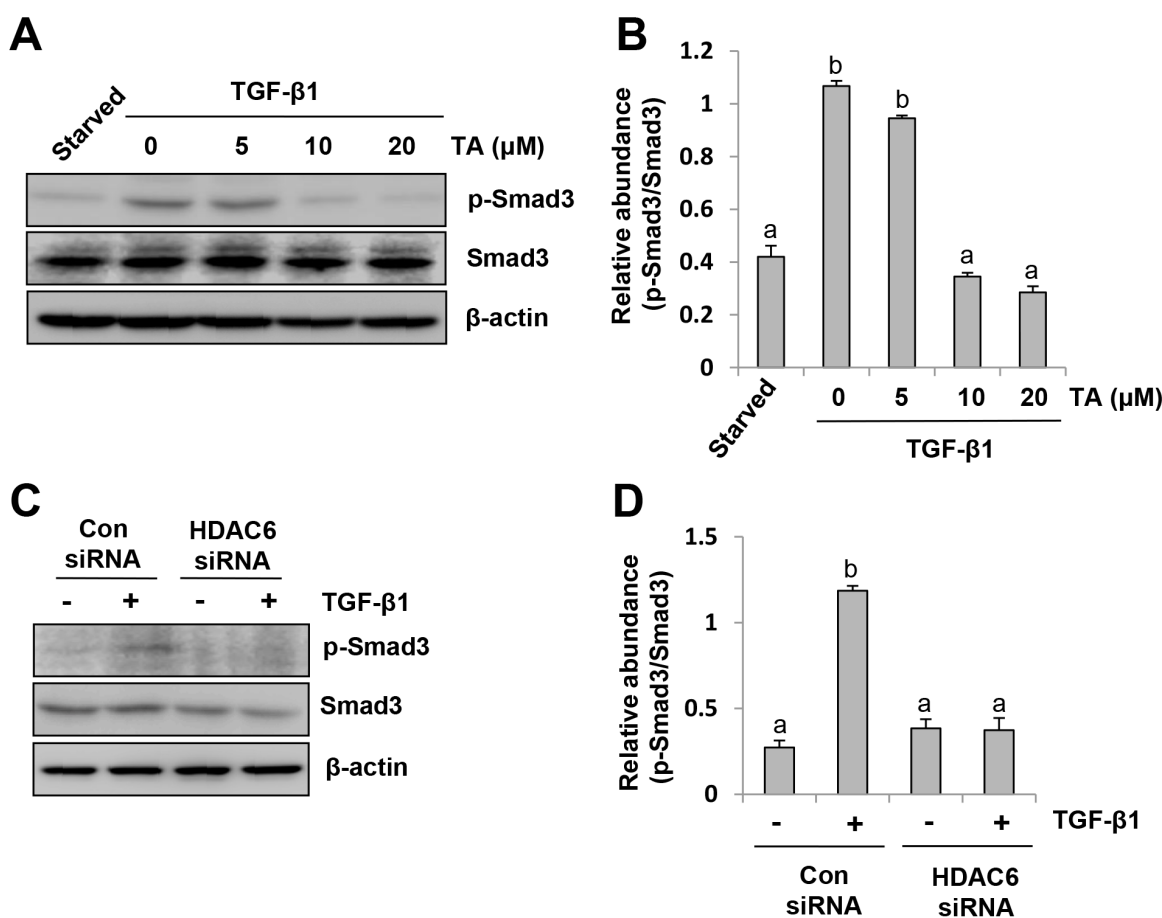 A
TGF-β1
Starved
0 5 10 20 TA (µM)
p-Smad3
Smad3
β-actin
B
Relative abundance
(p-Smad3/Smad3)
1.2
1
0.8
0.6
0.4
0.2
0
a b b a a
Starved
0 5 10 20 TA (µM)
TGF-β1
C
Con
siRNA
HDAC6
siRNA
- + - + TGF-β1
p-Smad3
Smad3
β-actin
D
Relative abundance
(p-Smad3/Smad3)
1.5
1
0.5
0
a b a a
- + - + TGF-β1
Con
siRNA
HDAC6
siRNA